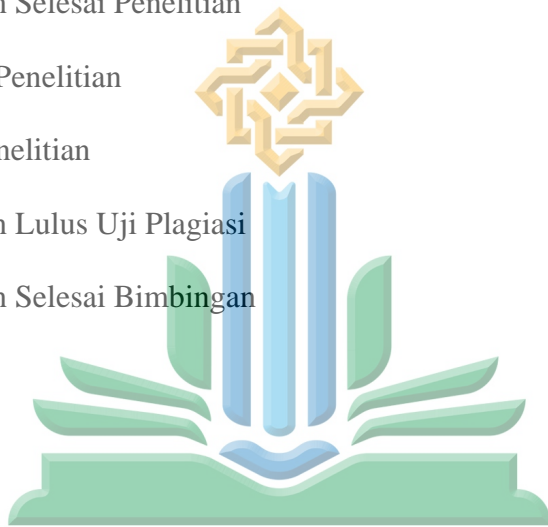 n Selesai Penelitian
Penelitian
nelitian
n Lulus Uji Plagiasi
n Selesai Bimbingan